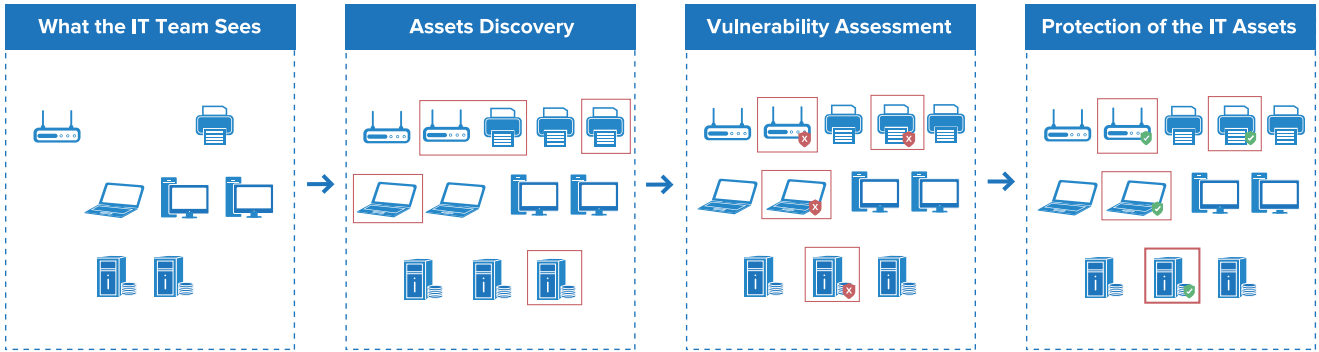 What the IT Team Sees
Assets Discovery
Vulnerability Assessment
Protection of the IT Assets